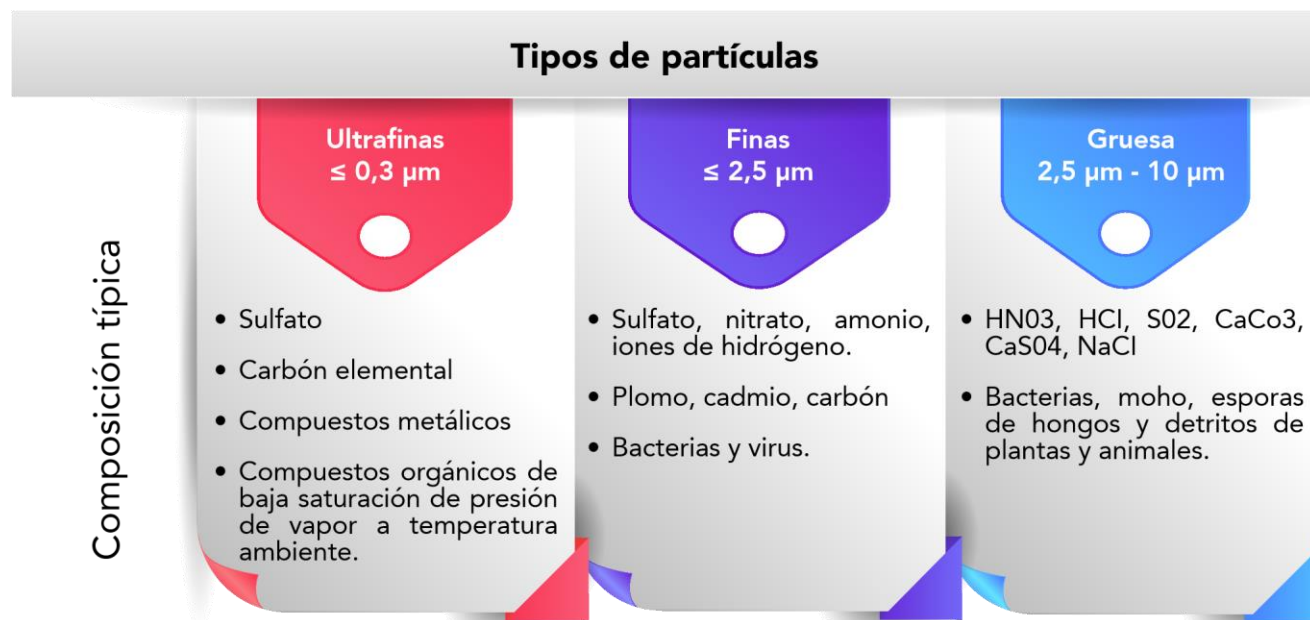 Tipos de partículas
Ultrafinas
≤ 0,3 µm
Finas
≤ 2,5 µm
Gruesa
2,5 µm - 10 µm
Composición típica
• Sulfato
• Carbón elemental
• Compuestos metálicos
• Compuestos orgánicos de
baja saturación de presión
de vapor a temperatura
ambiente.
• Sulfato, nitrato, amonio,
iones de hidrógeno.
• Plomo, cadmio, carbón
• Bacterias y virus.
• HN03, HCl, S02, CaCo3,
CaS04, NaCl
• Bacterias, moho, esporas
de hongos y detritos de
plantas y animales.